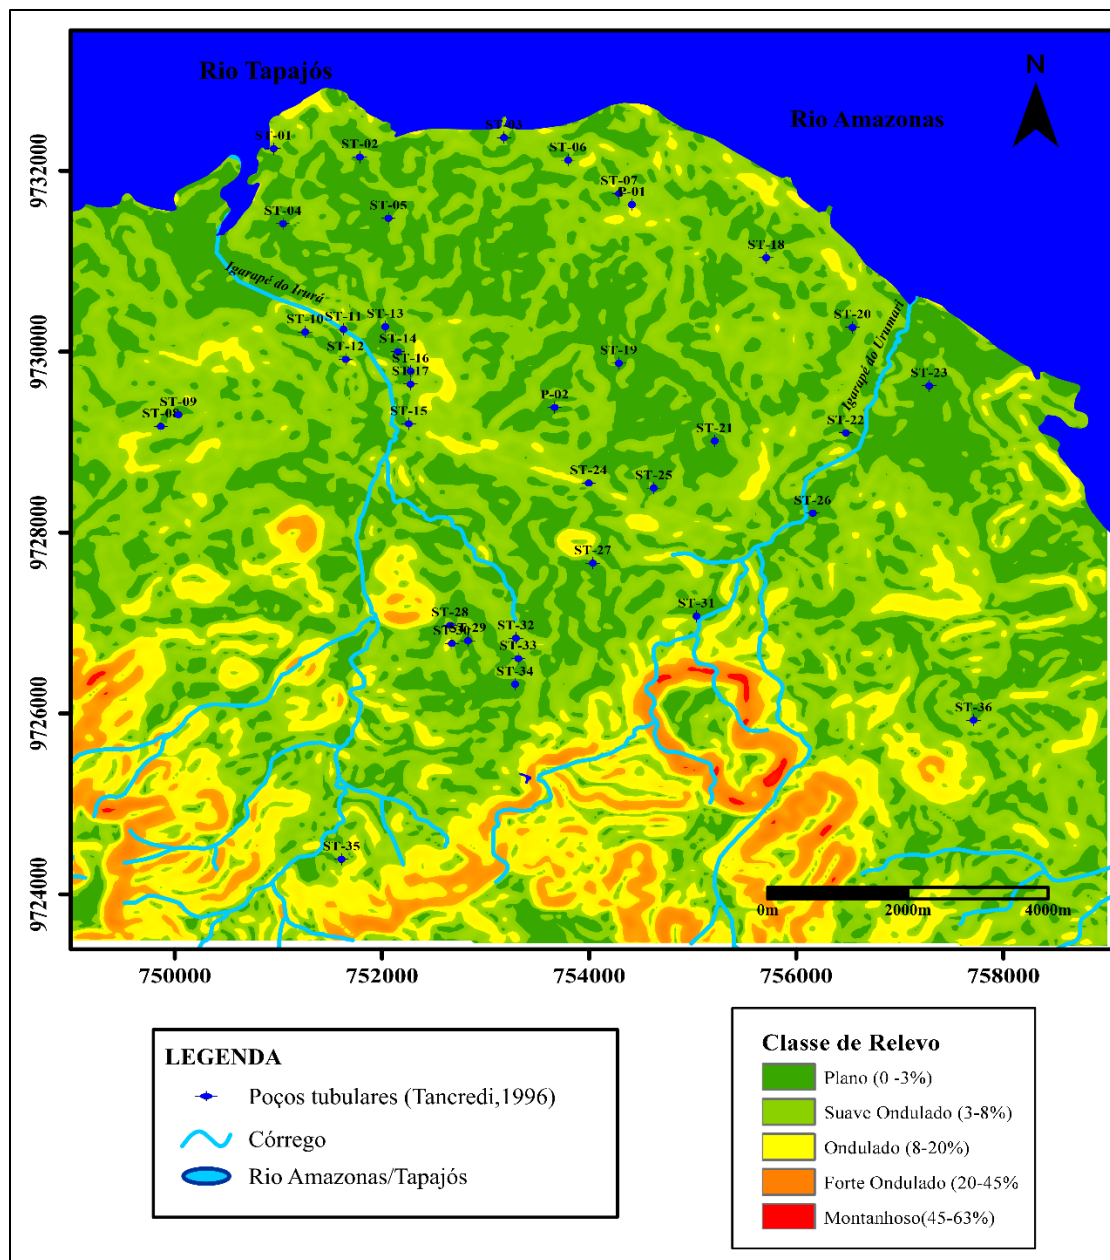 Rio Tapajós
N
Rio Amazonas
ST-01
ST-02
ST-03
ST-06
ST-07
P-01
ST-04
ST-05
ST-18
Igarapé do Irurá
ST-10
ST-11
ST-13
ST-12
ST-14
ST-16
ST-17
ST-15
ST-19
P-02
ST-20
Igarapé do Urumari
ST-23
ST-09
ST-08
ST-21
ST-22
ST-24
ST-25
ST-26
ST-27
ST-28
ST-29
ST-30
ST-31
ST-32
ST-33
ST-34
ST-36
ST-35
9732000
9730000
9728000
9726000
9724000
0m
2000m
4000m
750000
752000
754000
756000
758000
LEGENDA
Poços tubulares (Tancredi,1996)
Córrego
Rio Amazonas/Tapajós
Classe de Relevo
Plano (0 -3%)
Suave Ondulado (3-8%)
Ondulado (8-20%)
Forte Ondulado (20-45%
Montanhoso(45-63%)